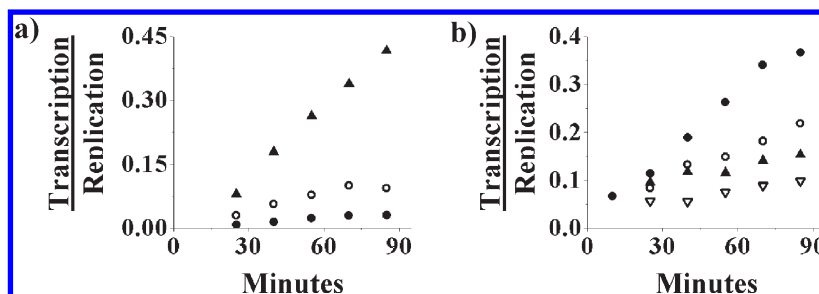 a)
Transcription
Replication
0.45
0.30
0.15
0.00
0
30
60
90
Minutes
b)
Transcription
Replication
0.4
0.3
0.2
0.1
0.0
0
30
60
90
Minutes